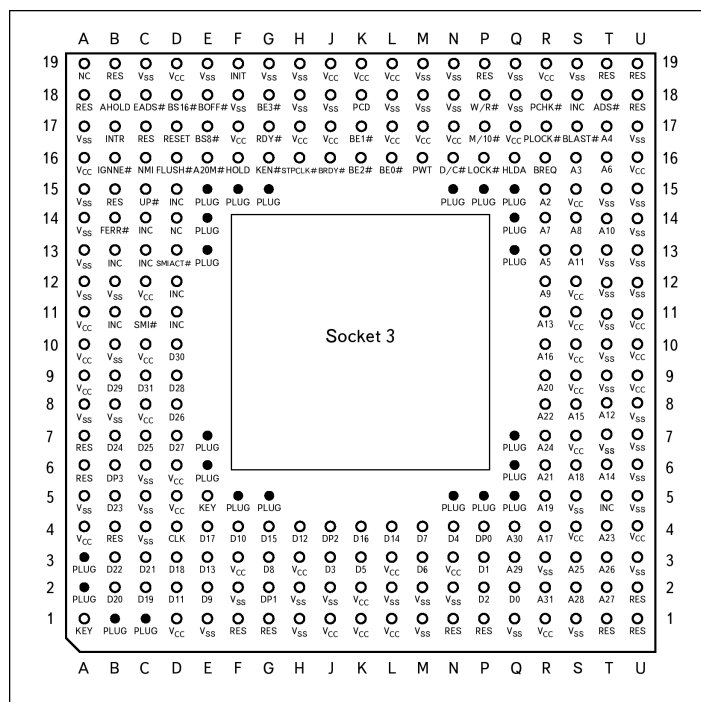 A B C D E F G H J K L M N P Q R S T U
19 19
NC RES VSS VCC VSS INIT VSS VSS VCC VCC VCC VSS VSS RES VSS VCC VSS RES RES
18 18
RES AHOLD EADS# BS16# BOFF# VSS BE3# VSS VSS PCD VSS VSS VSS W/R# VSS PCHK# INC ADS# RES
17 17
VSS INTR RES RESET BS8# VCC RDY# VCC VCC BE1# VCC VCC VCC M/10# VCC PLOCK# BLAST# A4 VSS
16 16
VCC IGNNE# NMI FLUSH# A20M# HOLD KEN# STPCLK# BRDY# BE2# BE0# PWT D/C# LOCK# HLDA BREQ A3 A6 VCC
15 15
VSS RES UP# INC PLUG PLUG PLUG PLUG PLUG PLUG A2 VCC VSS VSS
14 14
VSS FERR# INC NC PLUG PLUG A7 A8 A10 VSS
13 13
VSS INC INC SMIACT# PLUG PLUG A5 A11 VSS VSS
12 12
VSS VSS VCC INC A9 VCC VSS VSS
11 Socket 3 11
VCC INC SMI# INC A13 VCC VSS VCC
10 10
VCC VSS VCC D30 A16 VCC VSS VCC
9 9
VCC D29 D31 D28 A20 VCC VSS VCC
8 8
VSS VSS VCC D26 A22 A15 A12 VSS
7 7
RES D24 D25 D27 PLUG PLUG A24 VCC VSS VSS
6 6
RES DP3 VSS VCC PLUG PLUG A21 A18 A14 VSS
5 5
VSS D23 VSS VCC KEY PLUG PLUG PLUG PLUG PLUG A19 VSS INC VSS
4 4
VCC RES VSS CLK D17 D10 D15 D12 DP2 D16 D14 D7 D4 DP0 A30 A17 VCC A23 VCC
3 3
PLUG D22 D21 D18 D13 VCC D8 VCC D3 D5 VCC D6 VCC D1 A29 VSS A25 A26 VSS
2 2
PLUG D20 D19 D11 D9 VSS DP1 VSS VCC VCC VSS VSS VSS D2 D0 A31 A28 A27 RES
1 1
KEY PLUG PLUG VCC VSS RES RES VSS VCC VCC VCC VSS RES RES VSS VCC VSS RES RES
A B C D E F G H J K L M N P Q R S T U